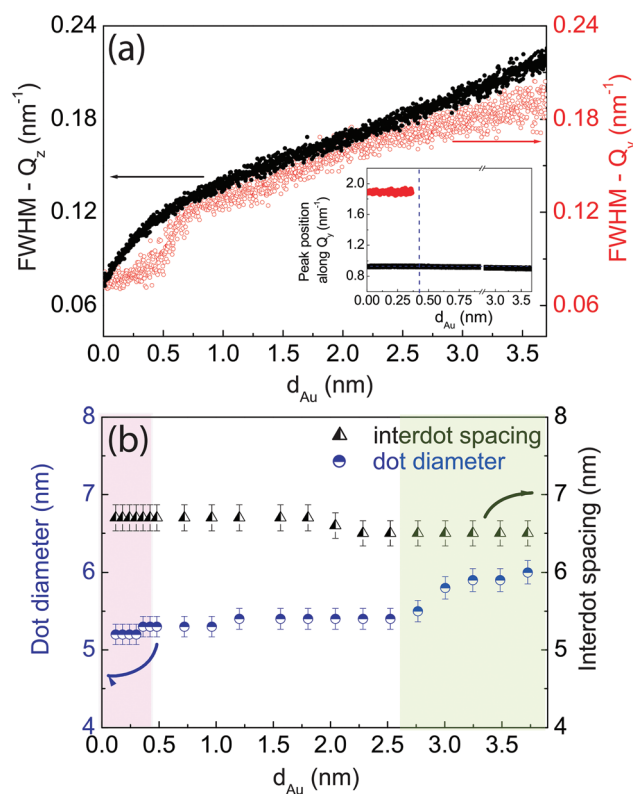 (a)
FWHM - Q_z (nm⁻¹)
0.24
0.18
0.12
0.06
0.24
0.18
0.12
0.06
FWHM - Q_y (nm⁻¹)
Peak position
along Q_y (nm⁻¹)
2.0
1.6
1.2
0.8
0.00 0.25 0.50 0.75 3.0 3.5
d_Au (nm)
0.0 0.5 1.0 1.5 2.0 2.5 3.0 3.5
d_Au (nm)
(b)
interdot spacing
dot diameter
Dot diameter (nm)
8
7
6
5
4
8
7
6
5
4
Interdot spacing (nm)
0.0 0.5 1.0 1.5 2.0 2.5 3.0 3.5
d_Au (nm)